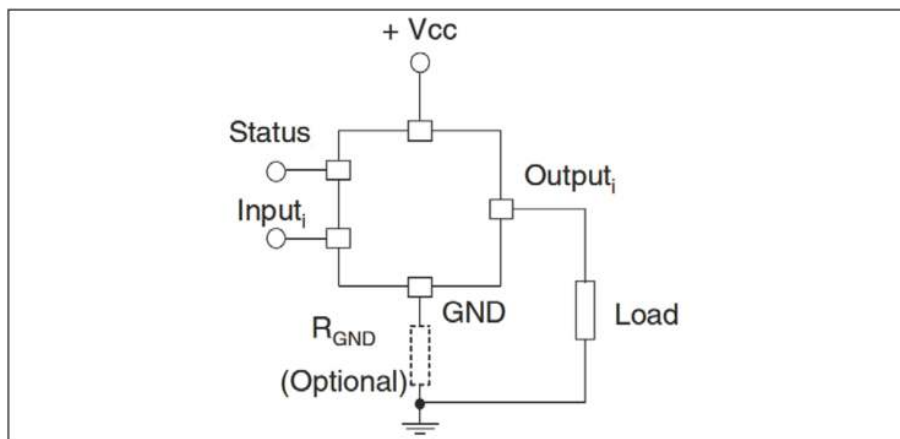 + Vcc
Status
Outputᵢ
Inputᵢ
GND
R_GND
Load
(Optional)